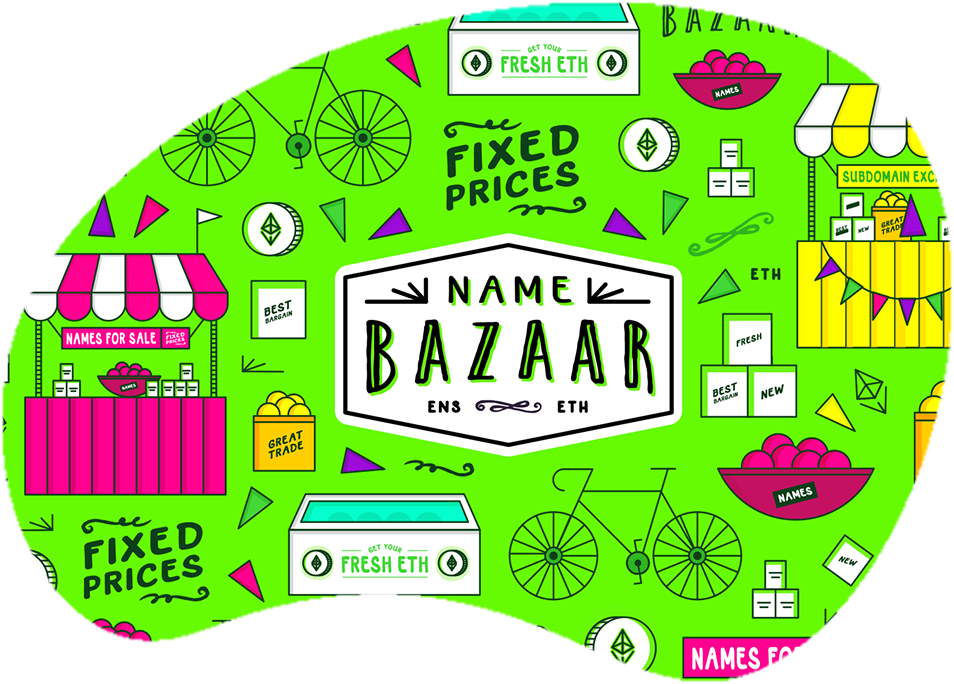 BAZAAR
GET YOUR
FRESH ETH
NAMES
FIXED
PRICES
SUBDOMAIN EXC
GREAT
TRADE
NEW
ETH
BEST
BARGAIN
NAME
BAZAAR
ENS ETH
NAMES FOR SALE
FIXED
PRICES
NAMES
FRESH
BEST
BARGAIN
NEW
GREAT
TRADE
NAMES
FIXED
PRICES
GET YOUR
FRESH ETH
NEW
NAMES FO